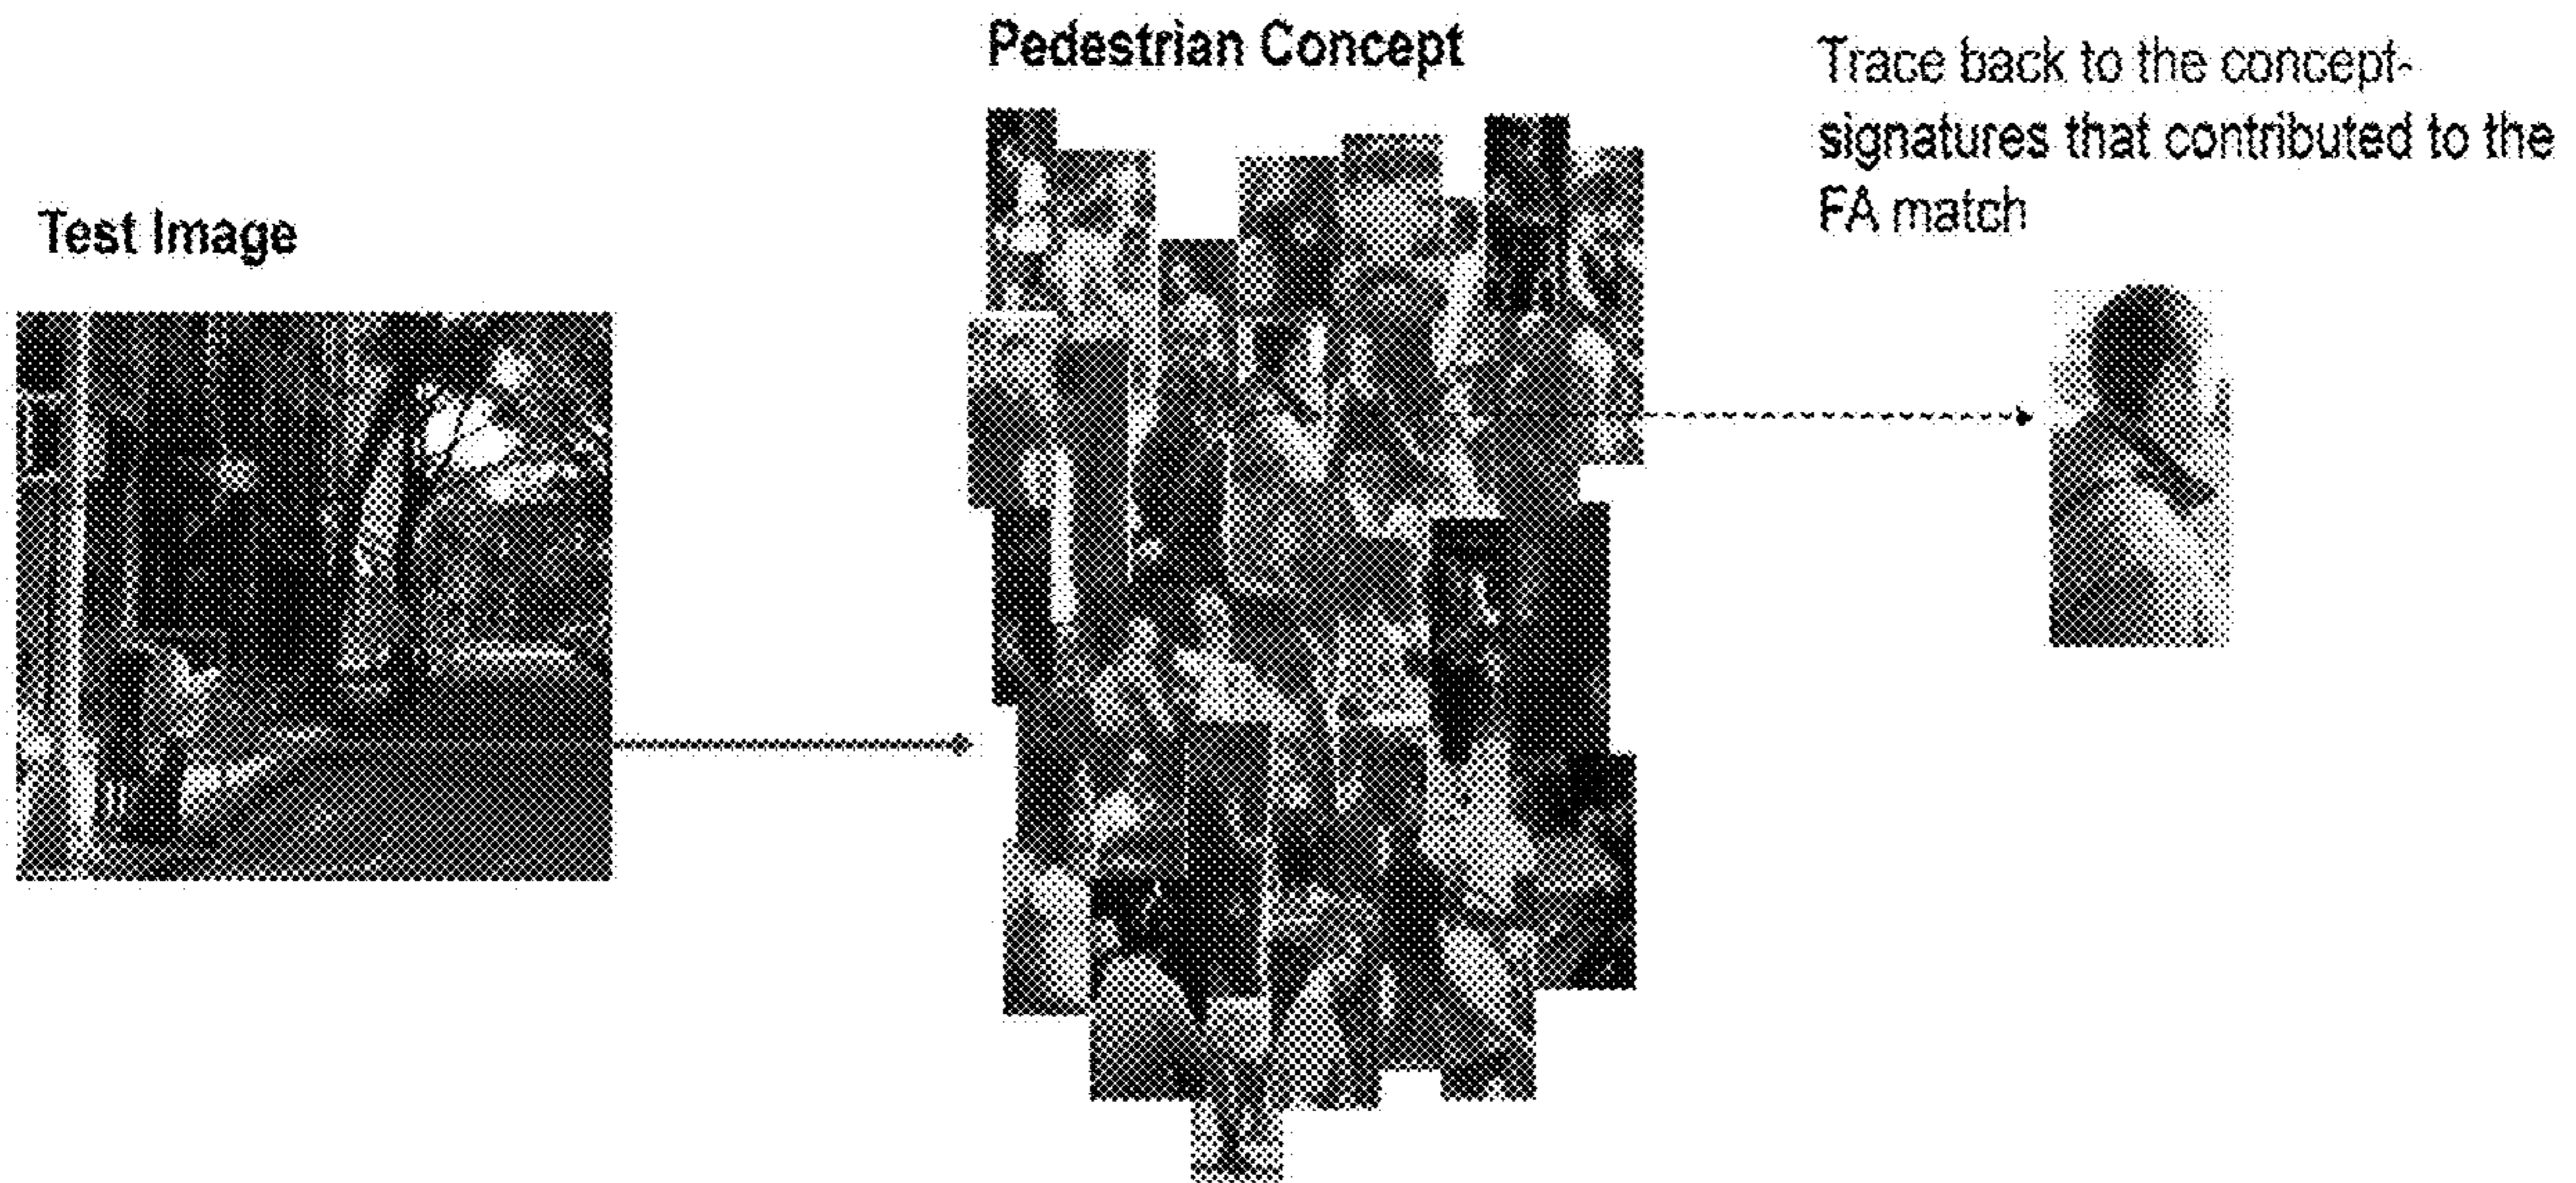 Test Image
Pedestrian Concept
Trace back to the concept-
signatures that contributed to the
FA match